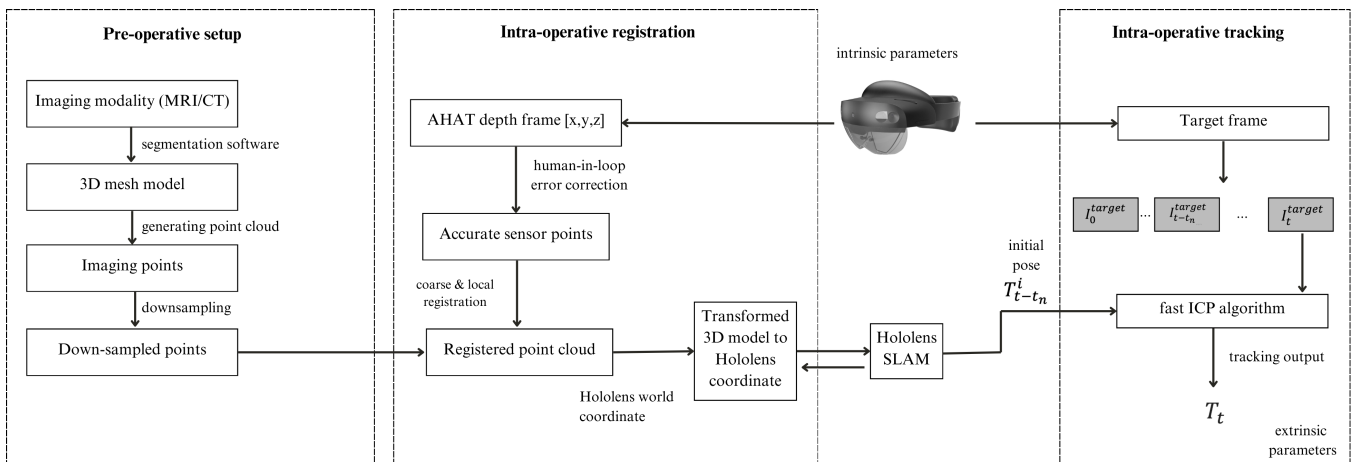 Pre-operative setup
Imaging modality (MRI/CT)
segmentation software
3D mesh model
generating point cloud
Imaging points
downsampling
Down-sampled points
Intra-operative registration
AHAT depth frame [x,y,z]
human-in-loop
error correction
Accurate sensor points
coarse & local
registration
Registered point cloud
Hololens world
coordinate
Transformed
3D model to
Hololens
coordinate
intrinsic parameters
Hololens
SLAM
initial
pose
$T_{t-t_n}^{i}$
Intra-operative tracking
Target frame
$I_0^{target}$ ... $I_{t-t_n}^{target}$ ... $I_t^{target}$
fast ICP algorithm
tracking output
$T_t$
extrinsic
parameters